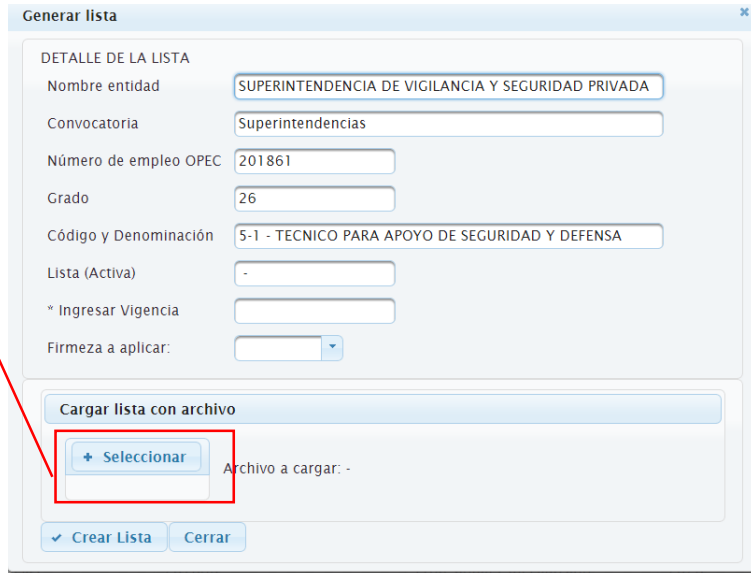 Generar lista
DETALLE DE LA LISTA
Nombre entidad SUPERINTENDENCIA DE VIGILANCIA Y SEGURIDAD PRIVADA
Convocatoria Superintendencias
Número de empleo OPEC 201861
Grado 26
Código y Denominación 5-1 - TECNICO PARA APOYO DE SEGURIDAD Y DEFENSA
Lista (Activa) -
* Ingresar Vigencia
Firmeza a aplicar:
Cargar lista con archivo
+ Seleccionar Archivo a cargar: -
Crear Lista Cerrar